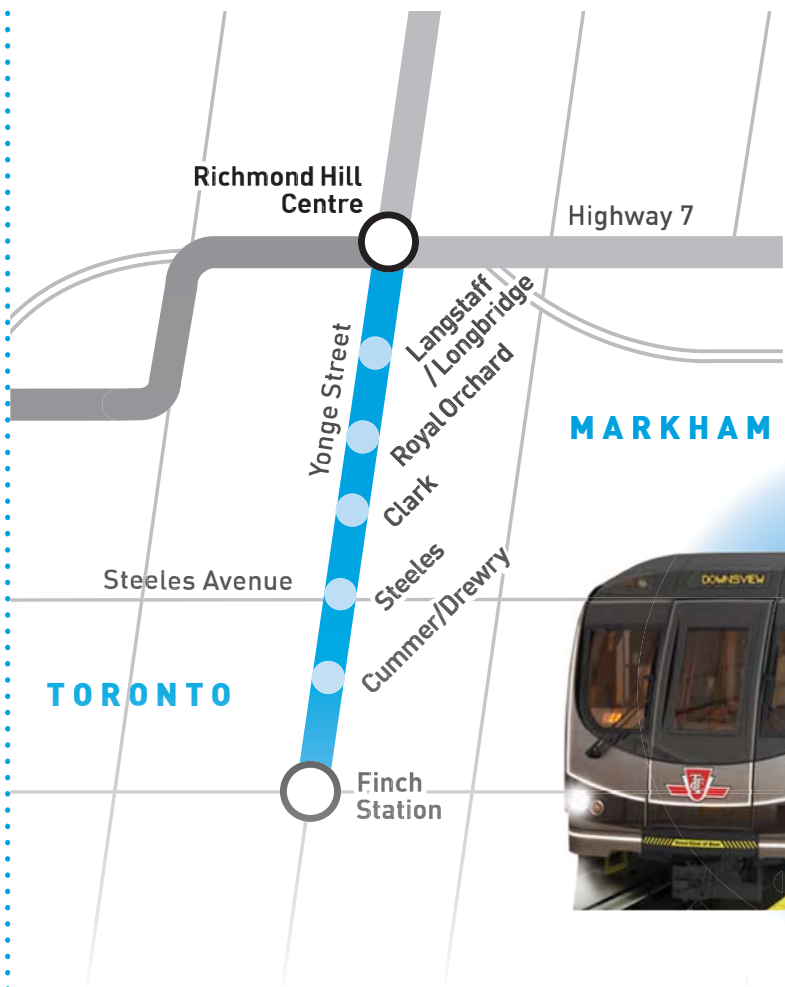 Richmond Hill
Centre
Highway 7
Langstaff
/Longbridge
Yonge Street
Royal Orchard
MARKHAM
Clark
Steeles
Steeles Avenue
Cummer/Drewry
DOWNSVIEW
TORONTO
Finch
Station
TTC